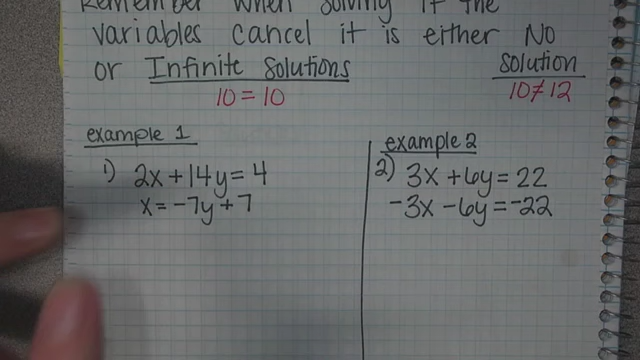 Remember when solving if the
variables cancel it is either No
or Infinite Solutions solution
10 = 10 10 ≠ 12
example 1
1) 2x + 14y = 4
x = -7y + 7
example 2
2) 3x + 6y = 22
-3x - 6y = -22